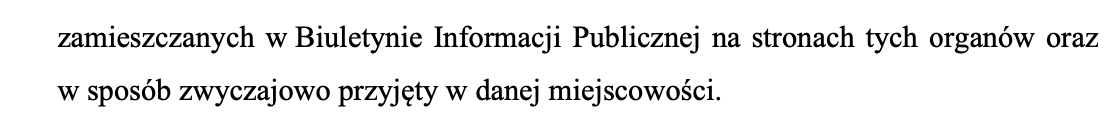 zamieszczanych w Biuletynie Informacji Publicznej na stronach tych organów oraz
w sposób zwyczajowo przyjęty w danej miejscowości.